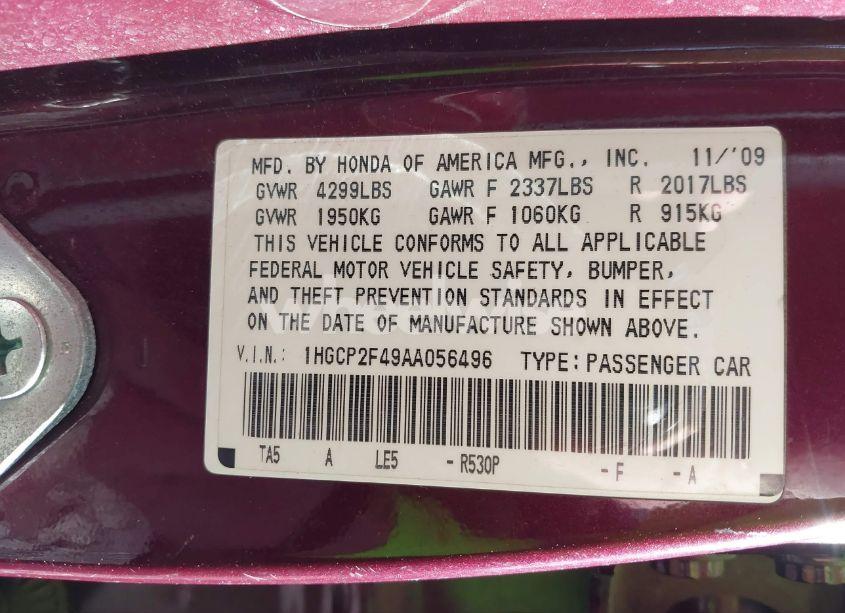 MFD. BY HONDA OF AMERICA MFG., INC. 11/'09
GVWR 4299LBS GAWR F 2337LBS R 2017LBS
GVWR 1950KG GAWR F 1060KG R 915KG
THIS VEHICLE CONFORMS TO ALL APPLICABLE
FEDERAL MOTOR VEHICLE SAFETY, BUMPER,
AND THEFT PREVENTION STANDARDS IN EFFECT
ON THE DATE OF MANUFACTURE SHOWN ABOVE.
V.I.N.: 1HGCP2F49AA056496 TYPE: PASSENGER CAR
TA5 A LE5 - R530P - F - A